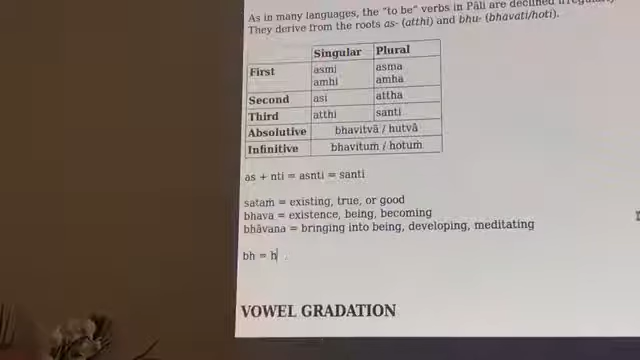 As in many languages, the "to be" verbs in Pāli are declined irregularly
They derive from the roots as- (atthi) and bhu- (bhavati/hoti).
Singular Plural
First asmi asma
amhi amha
Second asi attha
Third atthi santi
Absolutive bhavitvā / hutvā
Infinitive bhavituṁ / hotuṁ
as + nti = asnti = santi
sataṁ = existing, true, or good
bhava = existence, being, becoming
bhāvana = bringing into being, developing, meditating
bh = h
VOWEL GRADATION